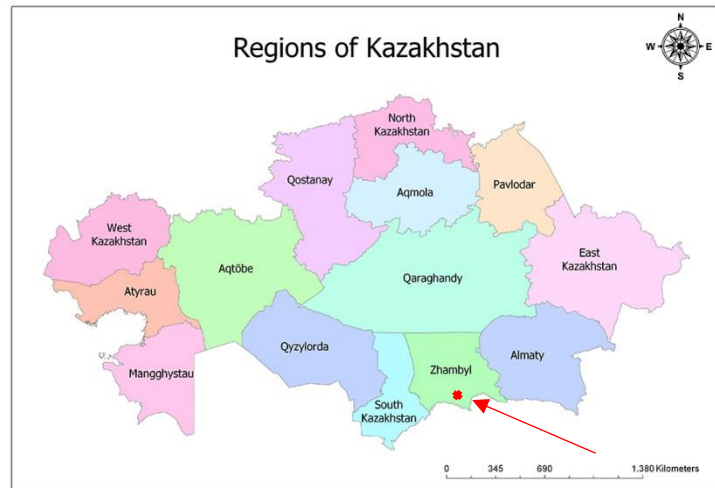 Regions of Kazakhstan
N
W
E
S
North
Kazakhstan
Qostanay
Aqmola
Pavlodar
West
Kazakhstan
Aqtöbe
East
Kazakhstan
Qaraghandy
Atyrau
Qyzylorda
Almaty
Zhambyl
Mangghystau
South
Kazakhstan
0 345 690 1.380 Kilometers